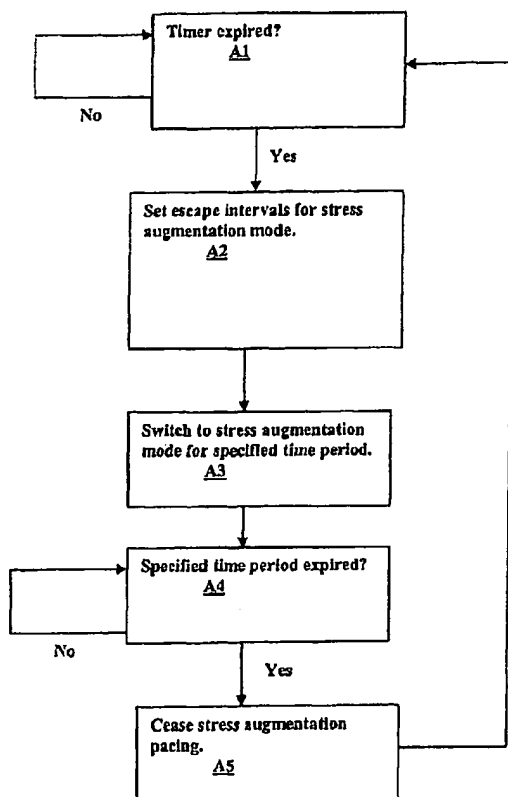 Timer expired?
A1
No
Yes
Set escape intervals for stress
augmentation mode.
A2
Switch to stress augmentation
mode for specified time period.
A3
Specified time period expired?
A4
No
Yes
Cease stress augmentation
pacing.
A5